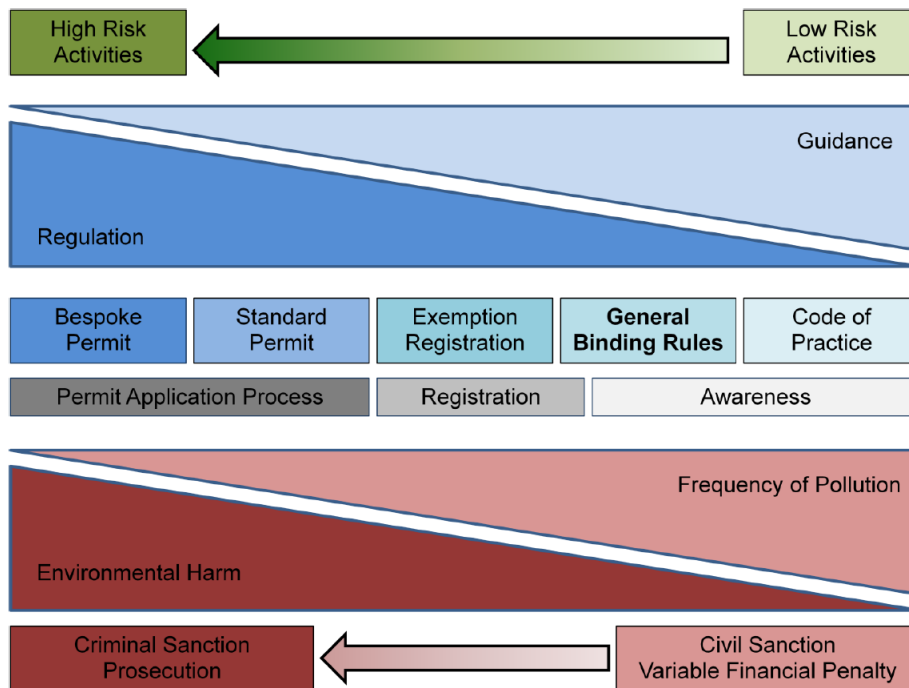 High Risk
Activities
Low Risk
Activities
Guidance
Regulation
Bespoke
Permit
Standard
Permit
Exemption
Registration
General
Binding Rules
Code of
Practice
Permit Application Process
Registration
Awareness
Frequency of Pollution
Environmental Harm
Criminal Sanction
Prosecution
Civil Sanction
Variable Financial Penalty